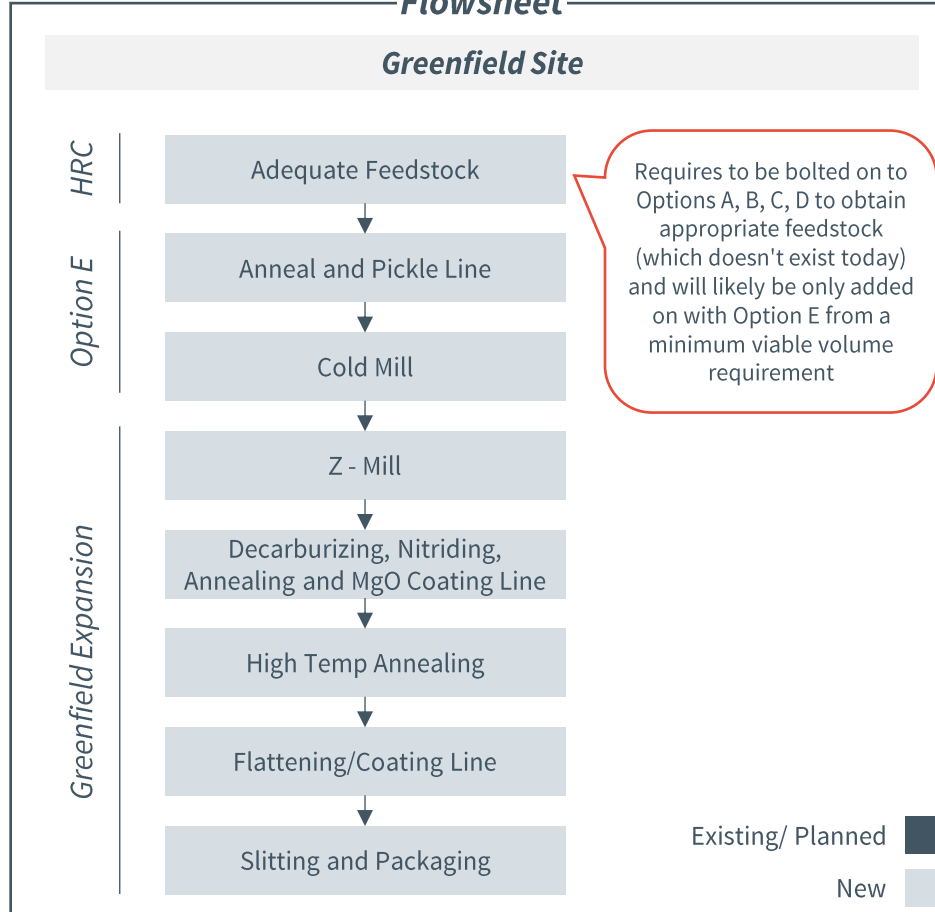 Flowsheet
Greenfield Site
HRC
Adequate Feedstock
Requires to be bolted on to
Options A, B, C, D to obtain
appropriate feedstock
(which doesn't exist today)
and will likely be only added
on with Option E from a
minimum viable volume
requirement
Option E
Anneal and Pickle Line
Cold Mill
Greenfield Expansion
Z - Mill
Decarburizing, Nitriding,
Annealing and MgO Coating Line
High Temp Annealing
Flattening/Coating Line
Slitting and Packaging
Existing/ Planned
New